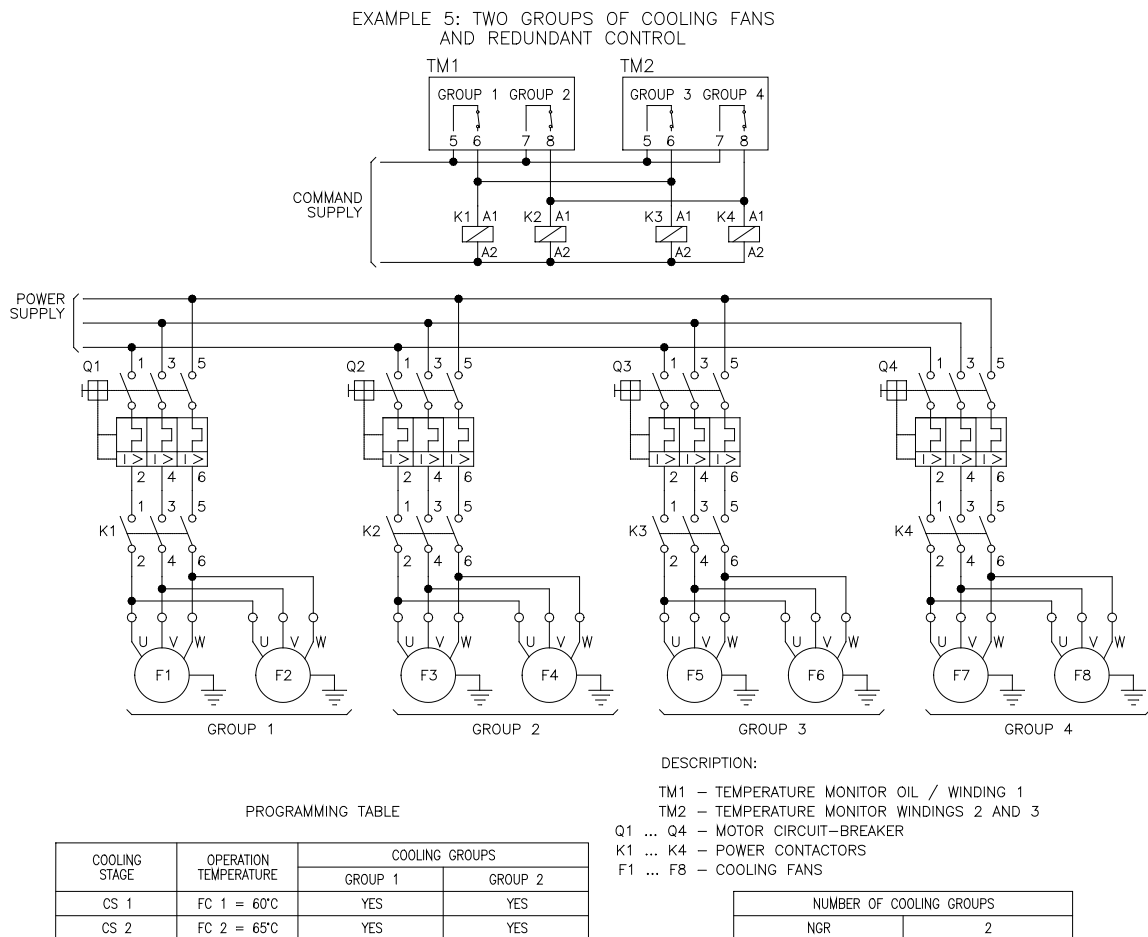 EXAMPLE 5: TWO GROUPS OF COOLING FANS
AND REDUNDANT CONTROL
TM1
TM2
GROUP 1 GROUP 2
GROUP 3 GROUP 4
5 6 7 8
5 6 7 8
COMMAND
SUPPLY
K1 A1 K2 A1 K3 A1 K4 A1
A2 A2 A2 A2
POWER
SUPPLY
Q1 1 3 5 Q2 1 3 5 Q3 1 3 5 Q4 1 3 5
I> I> I> I> I> I> I> I> I> I> I> I>
2 4 6 2 4 6 2 4 6 2 4 6
1 3 5 1 3 5 1 3 5 1 3 5
K1 K2 K3 K4
2 4 6 2 4 6 2 4 6 2 4 6
U V W U V W U V W U V W U V W U V W U V W U V W
F1 F2 F3 F4 F5 F6 F7 F8
GROUP 1 GROUP 2 GROUP 3 GROUP 4
DESCRIPTION:
TM1 – TEMPERATURE MONITOR OIL / WINDING 1
TM2 – TEMPERATURE MONITOR WINDINGS 2 AND 3
Q1 ... Q4 – MOTOR CIRCUIT–BREAKER
K1 ... K4 – POWER CONTACTORS
F1 ... F8 – COOLING FANS
PROGRAMMING TABLE
COOLING STAGE OPERATION TEMPERATURE COOLING GROUPS
GROUP 1 GROUP 2
CS 1 FC 1 = 60°C YES YES
CS 2 FC 2 = 65°C YES YES
NUMBER OF COOLING GROUPS
NGR 2